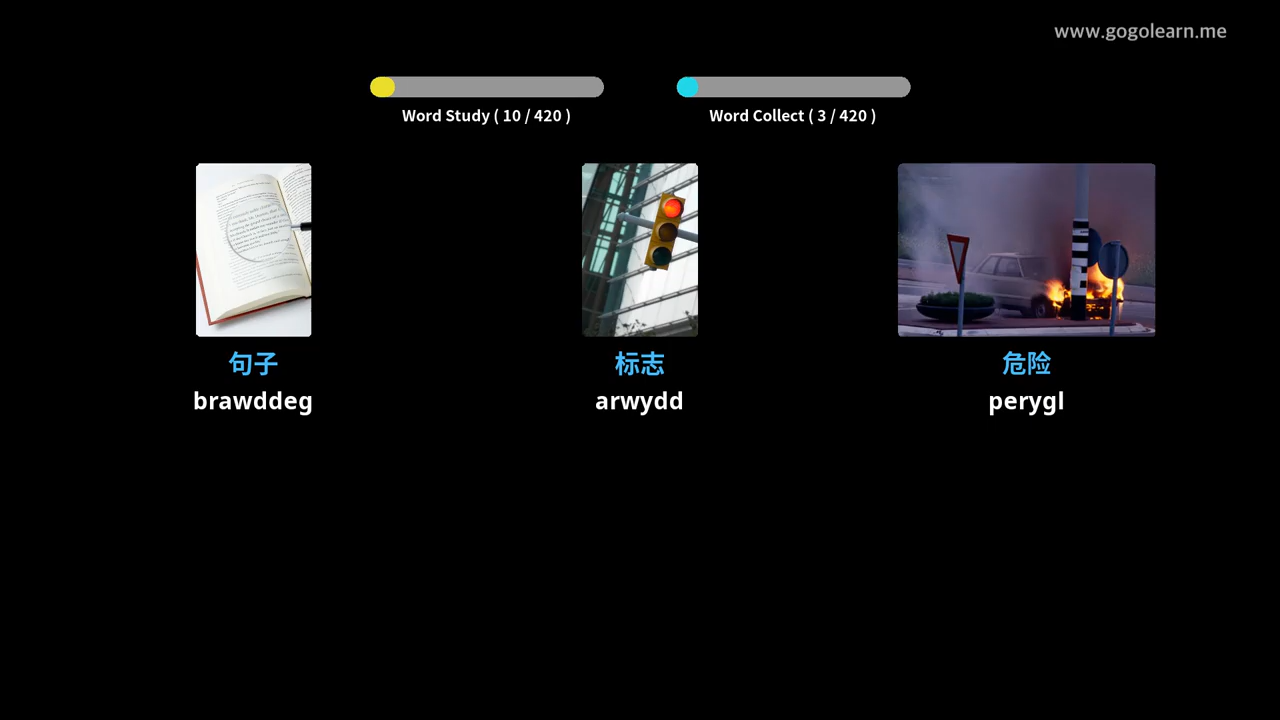 www.gogolearn.me
Word Study ( 10 / 420 )
Word Collect ( 3 / 420 )
句子
brawddeg
标志
arwydd
危险
perygl